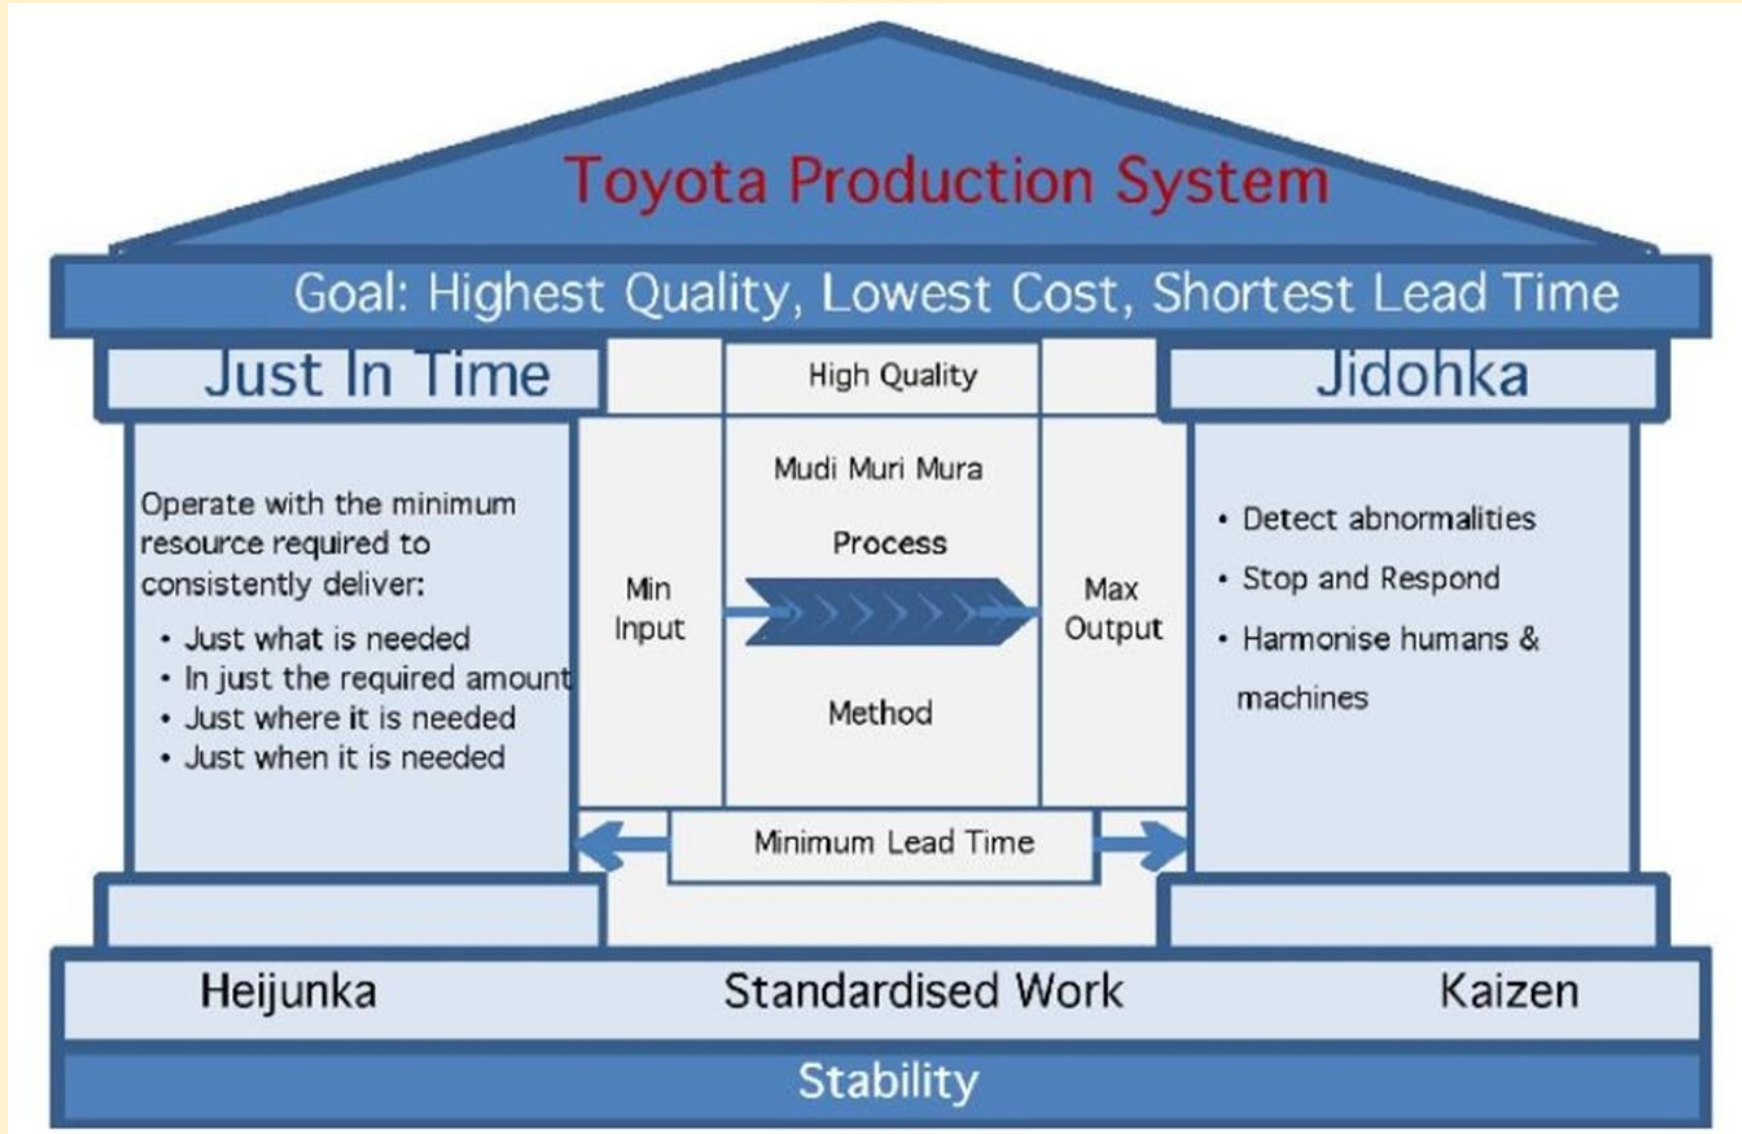 Toyota Production System
Goal: Highest Quality, Lowest Cost, Shortest Lead Time
Just In Time
Operate with the minimum
resource required to
consistently deliver:
• Just what is needed
• In just the required amount
• Just where it is needed
• Just when it is needed
High Quality
Mudi Muri Mura
Process
Min
Input
Max
Output
Method
Minimum Lead Time
Jidohka
• Detect abnormalities
• Stop and Respond
• Harmonise humans &
machines
Heijunka
Standardised Work
Kaizen
Stability